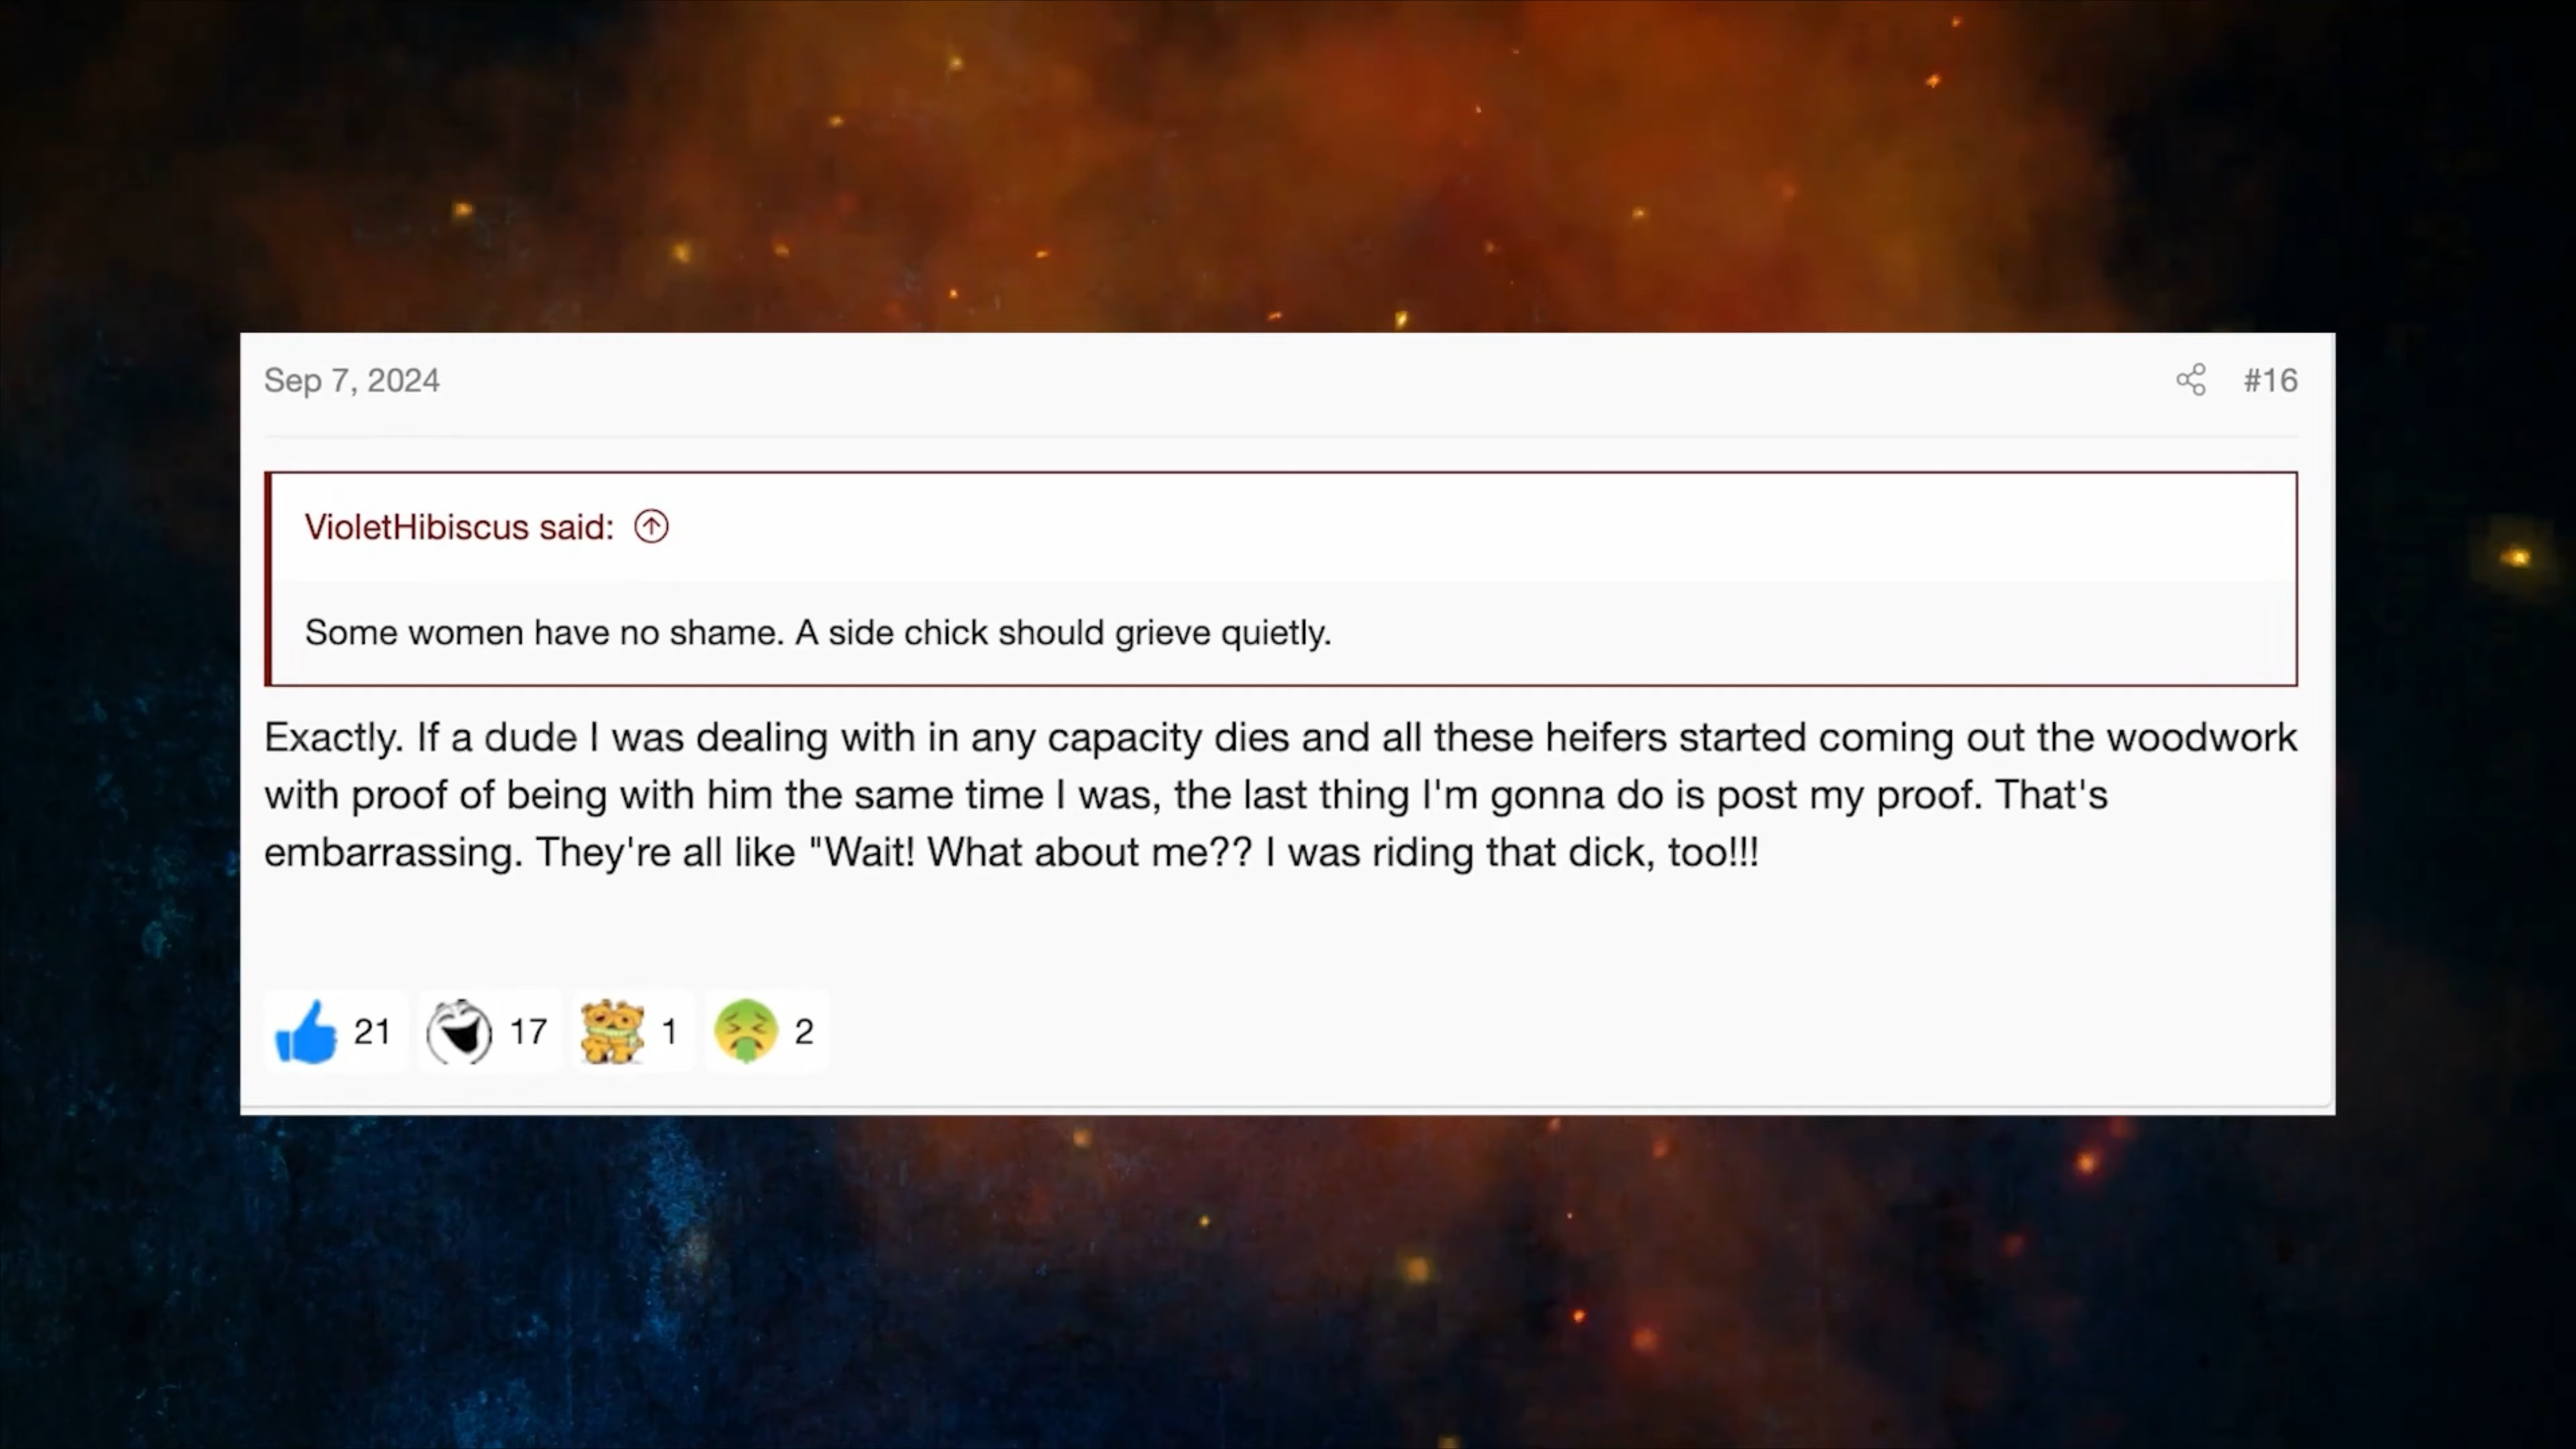 Sep 7, 2024
#16
VioletHibiscus said:
Some women have no shame. A side chick should grieve quietly.
Exactly. If a dude I was dealing with in any capacity dies and all these heifers started coming out the woodwork
with proof of being with him the same time I was, the last thing I'm gonna do is post my proof. That's
embarrassing. They're all like "Wait! What about me?? I was riding that dick, too!!!
21 17 1 2